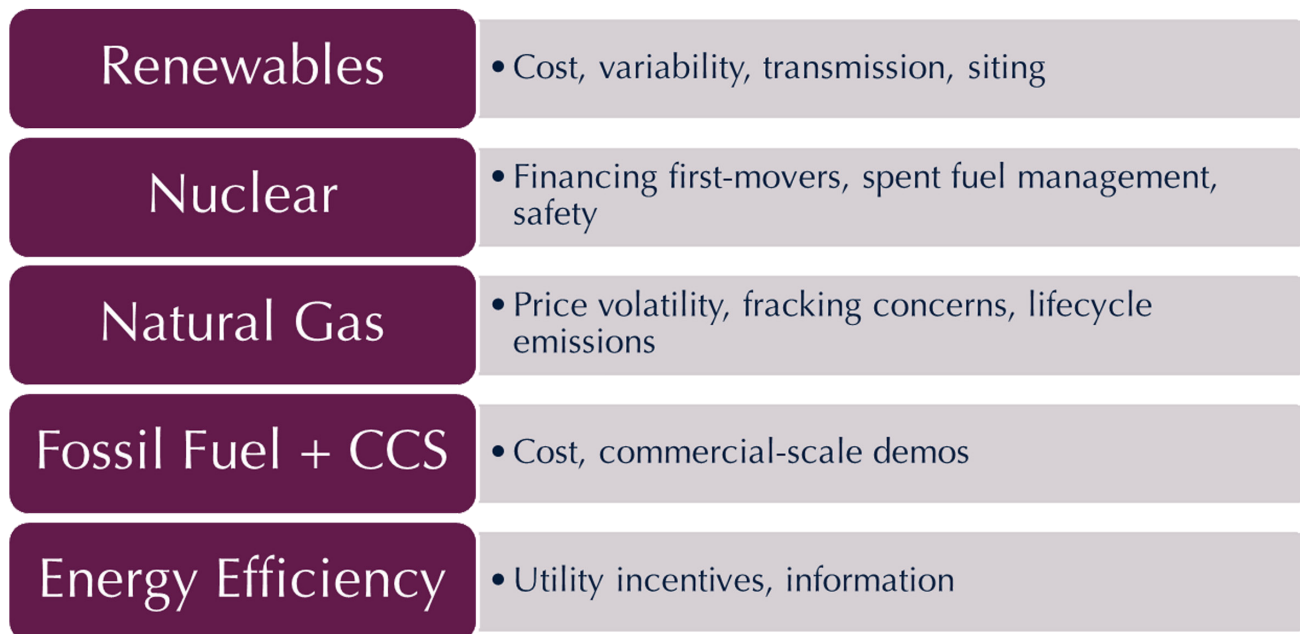 Renewables
• Cost, variability, transmission, siting
Nuclear
• Financing first-movers, spent fuel management,
safety
Natural Gas
• Price volatility, fracking concerns, lifecycle
emissions
Fossil Fuel + CCS
• Cost, commercial-scale demos
Energy Efficiency
• Utility incentives, information